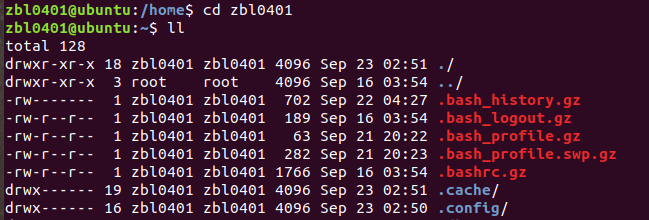 zbl0401@ubuntu:/home$ cd zbl0401
zbl0401@ubuntu:~$ ll
total 128
drwxr-xr-x 18 zbl0401 zbl0401 4096 Sep 23 02:51 ./
drwxr-xr-x  3 root    root    4096 Sep 16 03:54 ../
-rw-------  1 zbl0401 zbl0401  702 Sep 22 04:27 .bash_history.gz
-rw-r--r--  1 zbl0401 zbl0401  189 Sep 16 03:54 .bash_logout.gz
-rw-r--r--  1 zbl0401 zbl0401   63 Sep 21 20:22 .bash_profile.gz
-rw-r--r--  1 zbl0401 zbl0401  282 Sep 21 20:23 .bash_profile.swp.gz
-rw-r--r--  1 zbl0401 zbl0401 1766 Sep 16 03:54 .bashrc.gz
drwx------ 19 zbl0401 zbl0401 4096 Sep 23 02:51 .cache/
drwx------ 16 zbl0401 zbl0401 4096 Sep 23 02:50 .config/